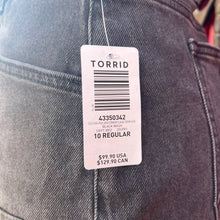 TORRID
43350342
10 REGULAR
$99.90 USA
$129.90 CAN